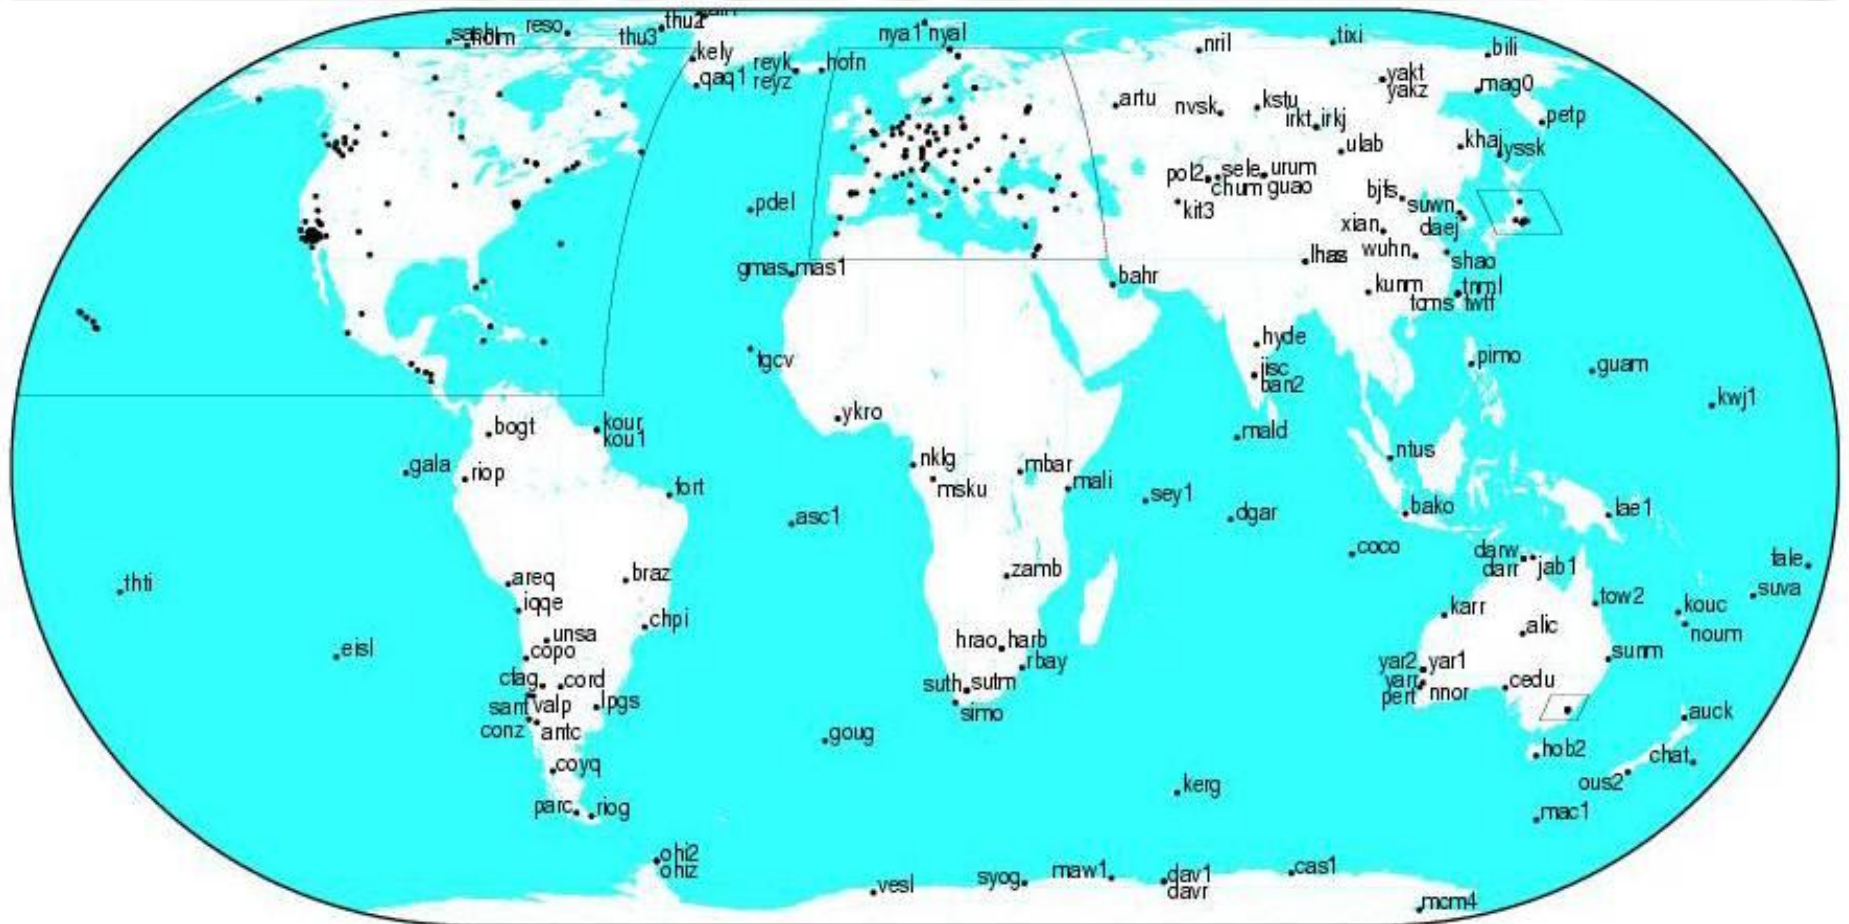 reso
thu2
thu3
kely
qaq1
nya1 nyal
reyk
reyz
hofn
nril
tixi
bili
yakt
yakz
mag0
petp
artu
nvsk
kstu
irkt irkj
ulab
khaj
yssk
pol2
sele
urum
chum
guao
kit3
bjfs
suwn
daej
xian
wuhn
shao
lhas
kunm
tnml
tcms
twtf
pdel
gmas
mas1
bahr
hyde
iisc
ban2
pimo
guam
kwj1
tgcv
ykro
mald
ntus
bogt
kour
kou1
gala
riop
fort
nklg
msku
mbar
mali
sey1
dgar
bako
lae1
asc1
coco
darw
darr
jab1
fale
suva
thti
areq
braz
zamb
iqqe
chpi
karr
tow2
kouc
noum
unsa
copo
eisl
hrao
harb
rbay
alic
sunm
yar2
yar1
yarr
pert
nnor
cedu
cfag
cord
sant
valp
lpgs
conz
antc
suth
sutm
simo
goug
auck
hob2
chat
ous2
coyq
kerg
parc
riog
mac1
ohi2
ohiz
vesl
syog
maw1
dav1
davr
cas1
mcm4